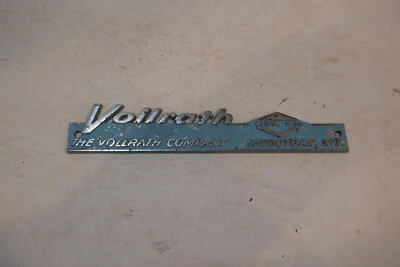 Vollrath
THE VOLLRATH COMPANY SHEBOYGAN, WIS.